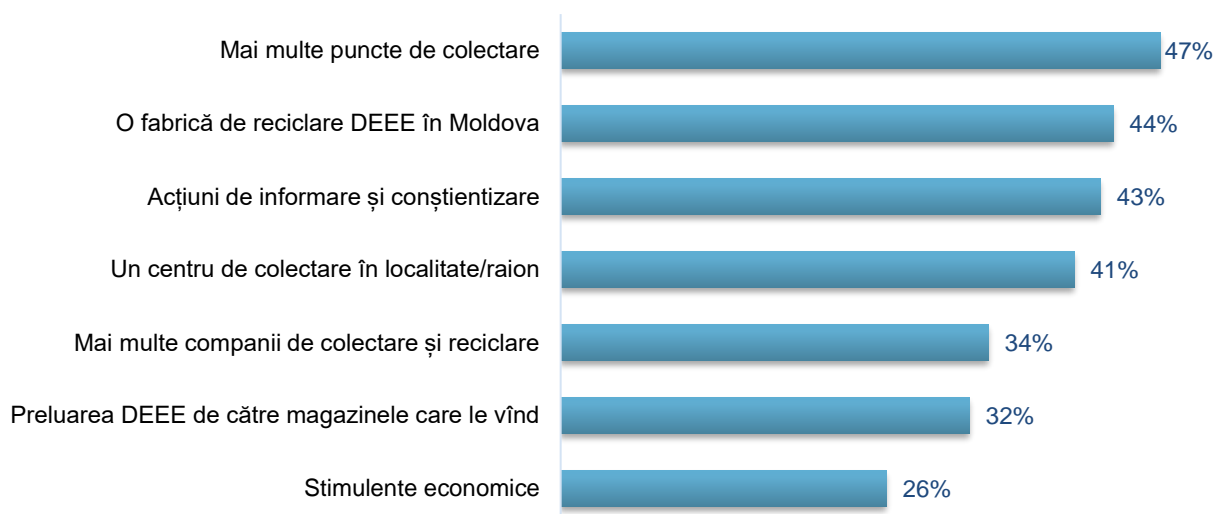 Mai multe puncte de colectare 47%
O fabrică de reciclare DEEE în Moldova 44%
Acțiuni de informare și conștientizare 43%
Un centru de colectare în localitate/raion 41%
Mai multe companii de colectare și reciclare 34%
Preluarea DEEE de către magazinele care le vînd 32%
Stimulente economice 26%